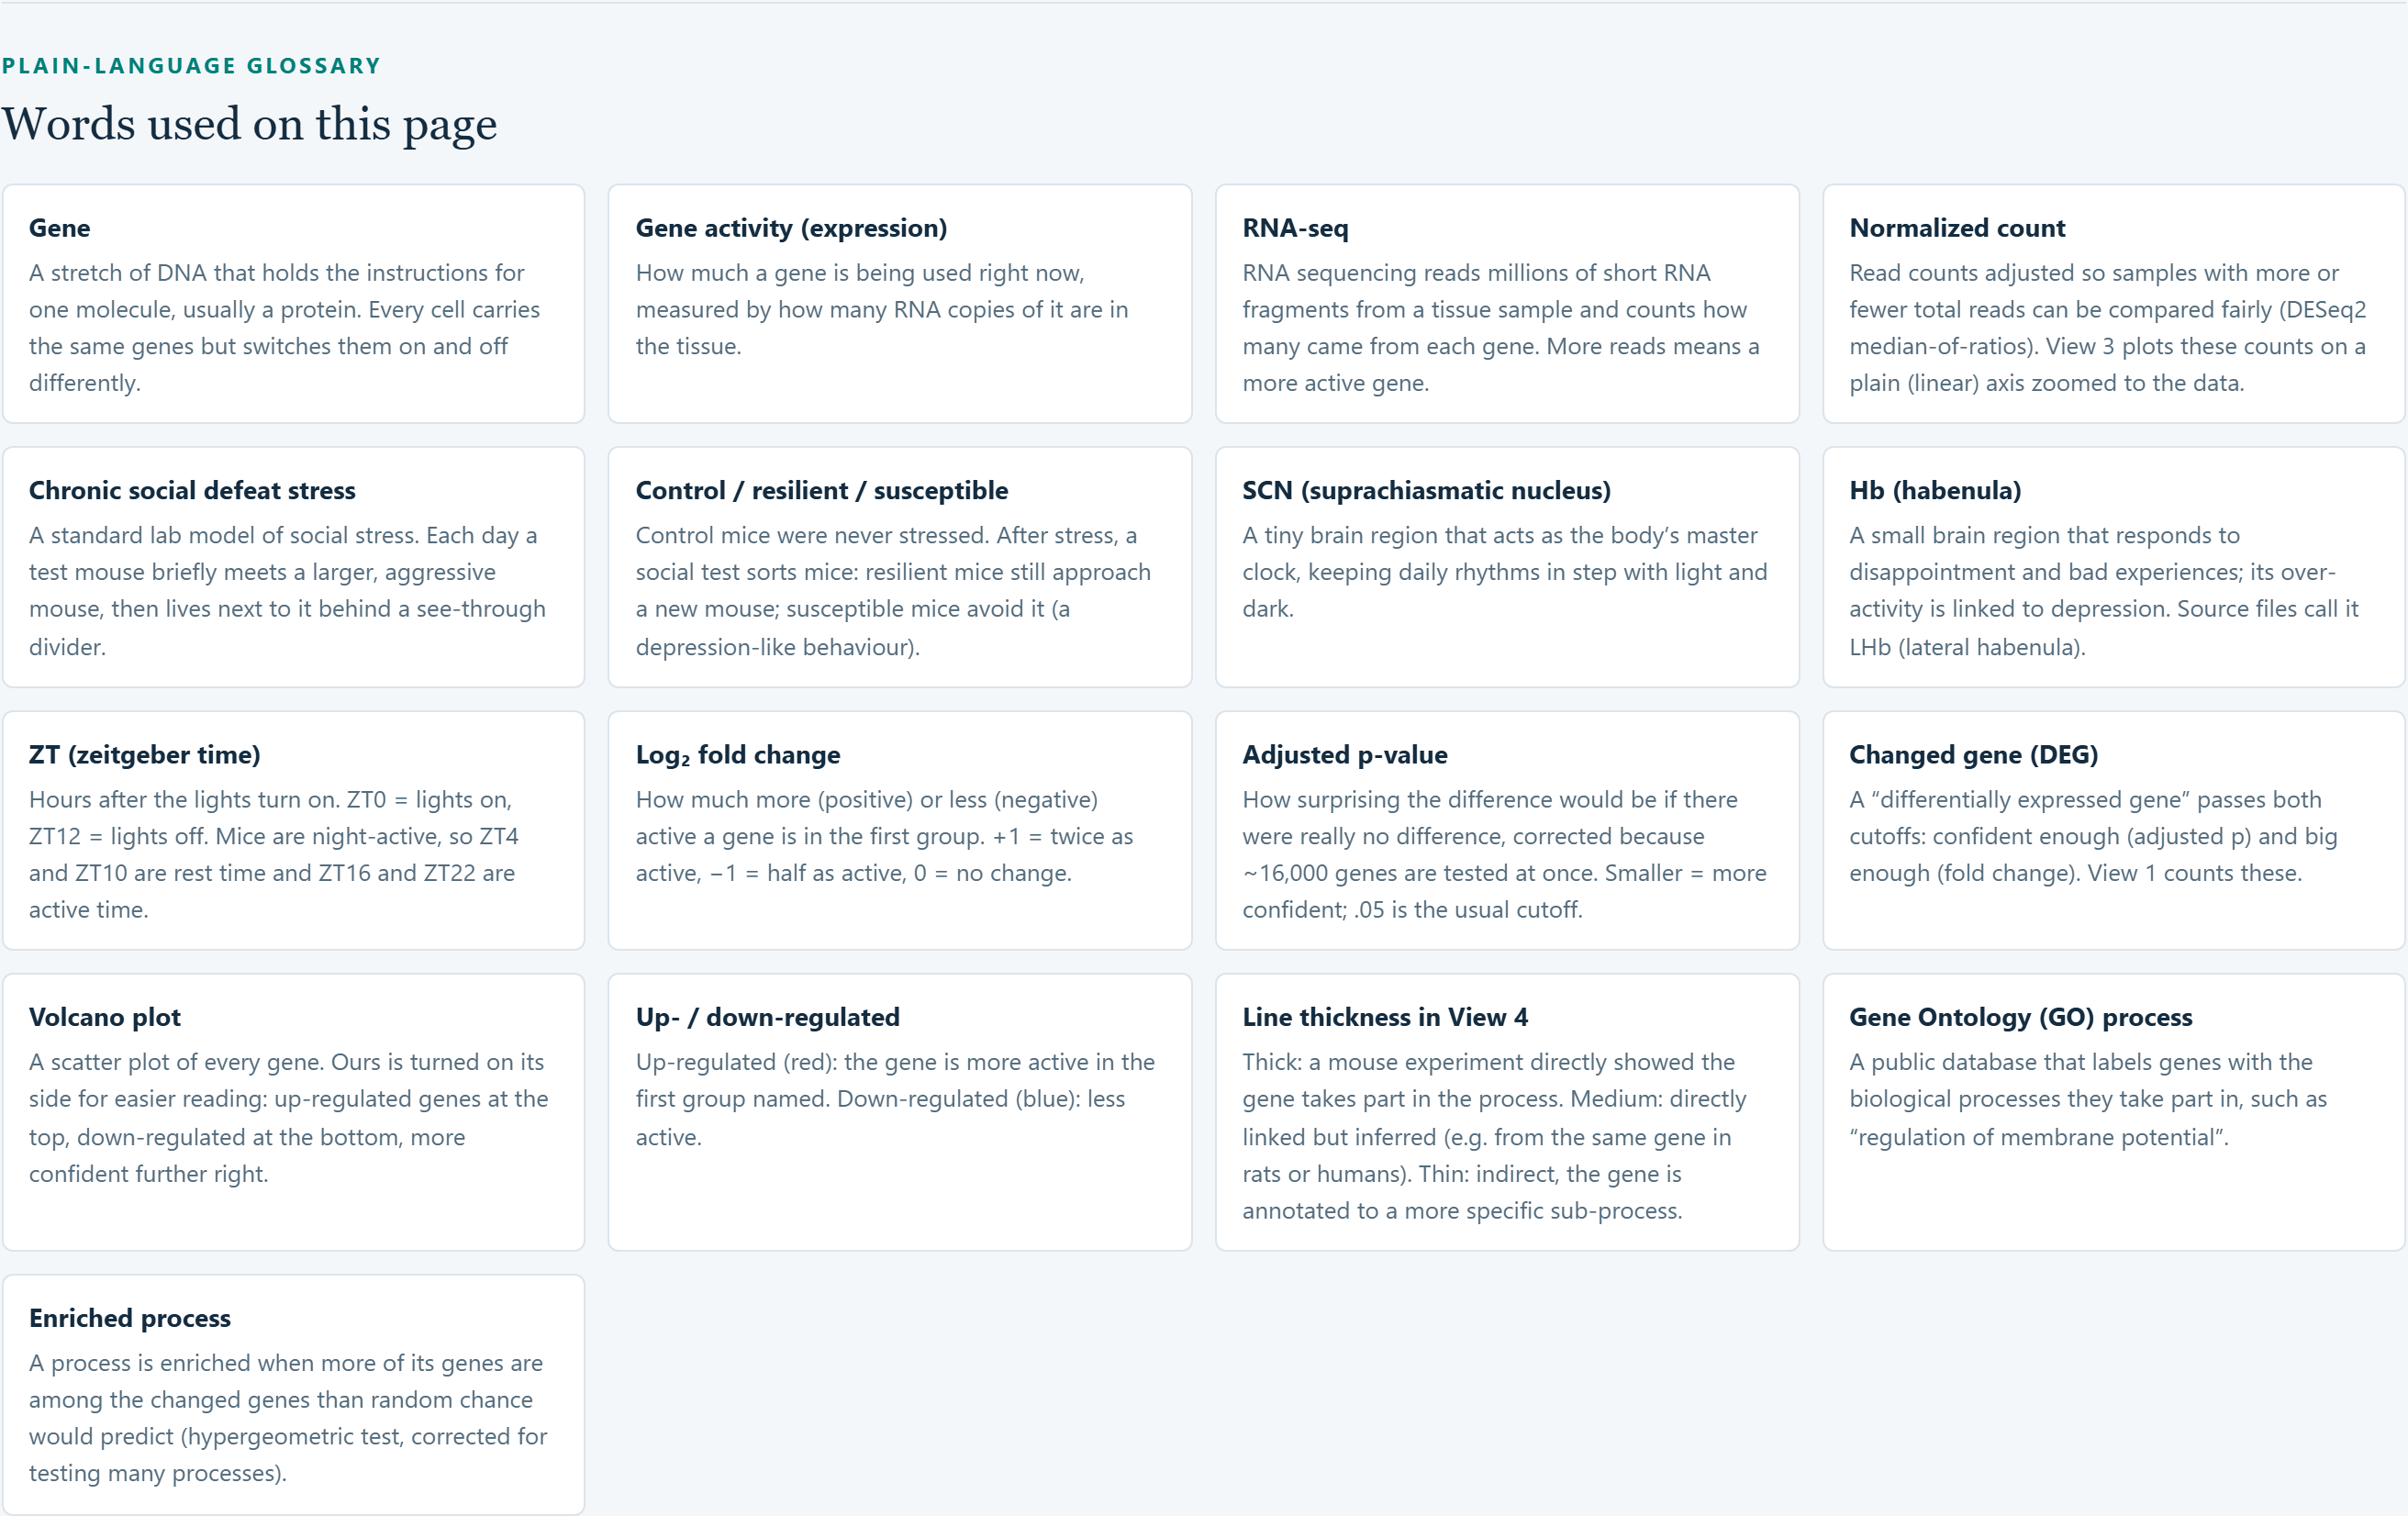 PLAIN-LANGUAGE GLOSSARY
Words used on this page
Gene
A stretch of DNA that holds the instructions for
one molecule, usually a protein. Every cell carries
the same genes but switches them on and off
differently.
Gene activity (expression)
How much a gene is being used right now,
measured by how many RNA copies of it are in
the tissue.
RNA-seq
RNA sequencing reads millions of short RNA
fragments from a tissue sample and counts how
many came from each gene. More reads means a
more active gene.
Normalized count
Read counts adjusted so samples with more or
fewer total reads can be compared fairly (DESeq2
median-of-ratios). View 3 plots these counts on a
plain (linear) axis zoomed to the data.
Chronic social defeat stress
A standard lab model of social stress. Each day a
test mouse briefly meets a larger, aggressive
mouse, then lives next to it behind a see-through
divider.
Control / resilient / susceptible
Control mice were never stressed. After stress, a
social test sorts mice: resilient mice still approach
a new mouse; susceptible mice avoid it (a
depression-like behaviour).
SCN (suprachiasmatic nucleus)
A tiny brain region that acts as the body’s master
clock, keeping daily rhythms in step with light and
dark.
Hb (habenula)
A small brain region that responds to
disappointment and bad experiences; its over-
activity is linked to depression. Source files call it
LHb (lateral habenula).
ZT (zeitgeber time)
Hours after the lights turn on. ZT0 = lights on,
ZT12 = lights off. Mice are night-active, so ZT4
and ZT10 are rest time and ZT16 and ZT22 are
active time.
Log₂ fold change
How much more (positive) or less (negative)
active a gene is in the first group. +1 = twice as
active, −1 = half as active, 0 = no change.
Adjusted p-value
How surprising the difference would be if there
were really no difference, corrected because
~16,000 genes are tested at once. Smaller = more
confident; .05 is the usual cutoff.
Changed gene (DEG)
A “differentially expressed gene” passes both
cutoffs: confident enough (adjusted p) and big
enough (fold change). View 1 counts these.
Volcano plot
A scatter plot of every gene. Ours is turned on its
side for easier reading: up-regulated genes at the
top, down-regulated at the bottom, more
confident further right.
Up- / down-regulated
Up-regulated (red): the gene is more active in the
first group named. Down-regulated (blue): less
active.
Line thickness in View 4
Thick: a mouse experiment directly showed the
gene takes part in the process. Medium: directly
linked but inferred (e.g. from the same gene in
rats or humans). Thin: indirect, the gene is
annotated to a more specific sub-process.
Gene Ontology (GO) process
A public database that labels genes with the
biological processes they take part in, such as
“regulation of membrane potential”.
Enriched process
A process is enriched when more of its genes are
among the changed genes than random chance
would predict (hypergeometric test, corrected for
testing many processes).